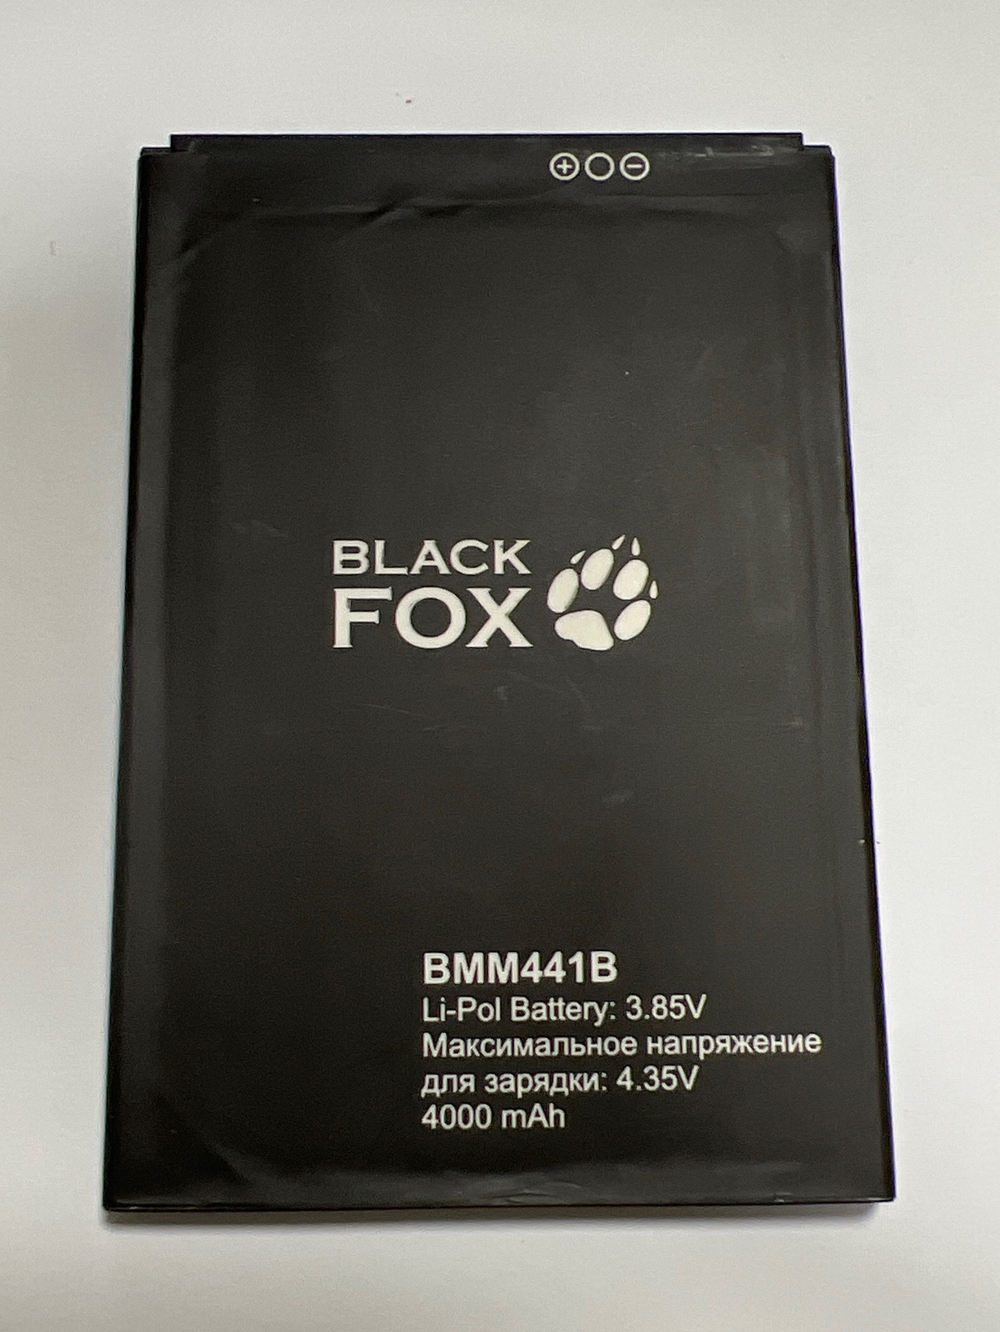 + −
BLACK
FOX
BMM441B
Li-Pol Battery: 3.85V
Максимальное напряжение
для зарядки: 4.35V
4000 mAh